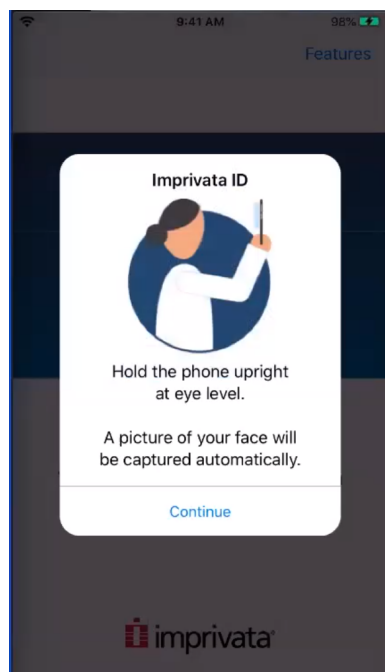 9:41 AM
98%
Features
Imprivata ID
Hold the phone upright
at eye level.
A picture of your face will
be captured automatically.
Continue
imprivata®